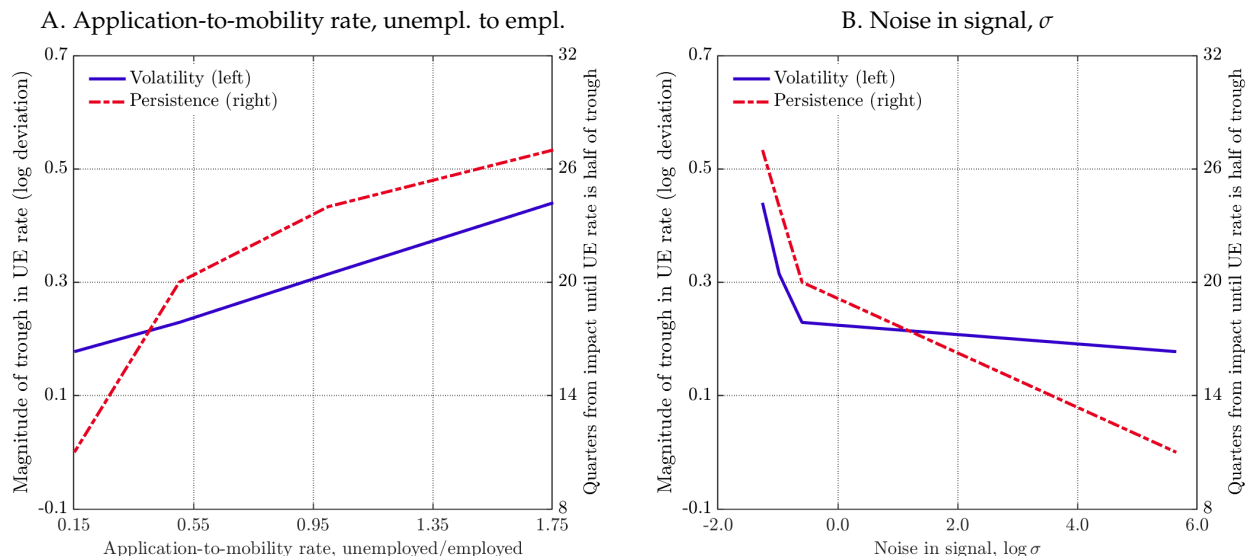 A. Application-to-mobility rate, unempl. to empl.
Magnitude of trough in UE rate (log deviation)
0.7
0.5
0.3
0.1
-0.1
Volatility (left)
Persistence (right)
32
26
20
14
8
Quarters from impact until UE rate is half of trough
0.15 0.55 0.95 1.35 1.75
Application-to-mobility rate, unemployed/employed
B. Noise in signal, σ
Magnitude of trough in UE rate (log deviation)
0.7
0.5
0.3
0.1
-0.1
Volatility (left)
Persistence (right)
32
26
20
14
8
Quarters from impact until UE rate is half of trough
-2.0 0.0 2.0 4.0 6.0
Noise in signal, log σ